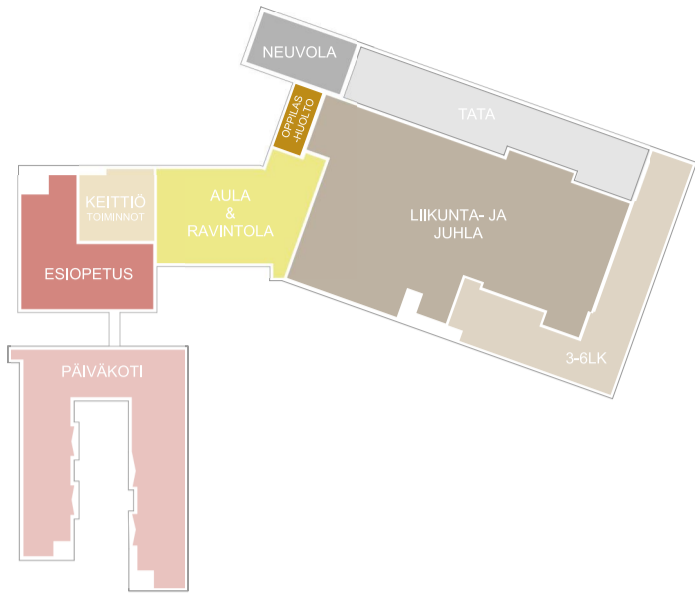 NEUVOLA
TATA
OPPILAS
-HUOLTO
KEITTIÖ
TOIMINNOT
AULA
&
RAVINTOLA
LIIKUNTA- JA
JUHLA
ESIOPETUS
3-6LK
PÄIVÄKOTI